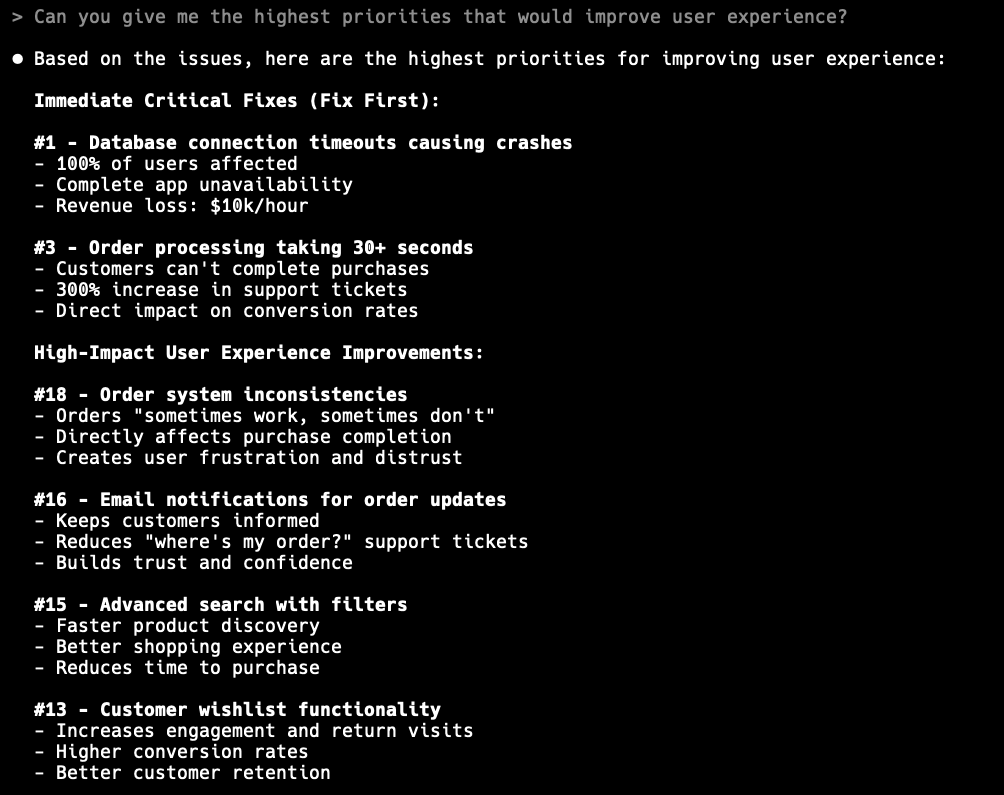 > Can you give me the highest priorities that would improve user experience?
● Based on the issues, here are the highest priorities for improving user experience:
Immediate Critical Fixes (Fix First):
#1 - Database connection timeouts causing crashes
- 100% of users affected
- Complete app unavailability
- Revenue loss: $10k/hour
#3 - Order processing taking 30+ seconds
- Customers can't complete purchases
- 300% increase in support tickets
- Direct impact on conversion rates
High-Impact User Experience Improvements:
#18 - Order system inconsistencies
- Orders "sometimes work, sometimes don't"
- Directly affects purchase completion
- Creates user frustration and distrust
#16 - Email notifications for order updates
- Keeps customers informed
- Reduces "where's my order?" support tickets
- Builds trust and confidence
#15 - Advanced search with filters
- Faster product discovery
- Better shopping experience
- Reduces time to purchase
#13 - Customer wishlist functionality
- Increases engagement and return visits
- Higher conversion rates
- Better customer retention